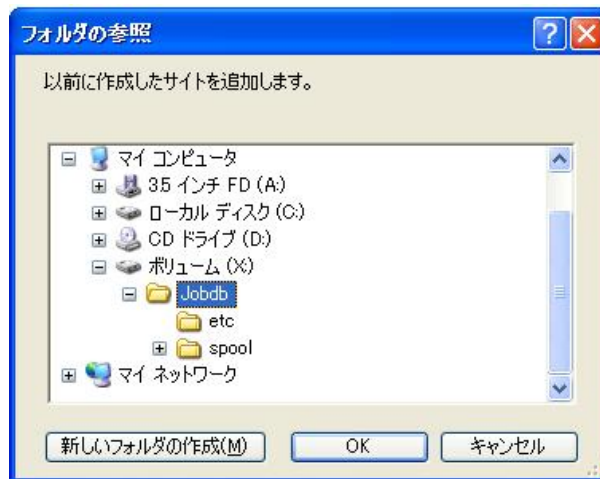 フォルダの参照
以前に作成したサイトを追加します。
マイ コンピュータ
3.5 インチ FD (A:)
ローカル ディスク (C:)
CD ドライブ (D:)
ボリューム (X:)
Jobdb
etc
spool
マイ ネットワーク
新しいフォルダの作成(M)
OK
キャンセル